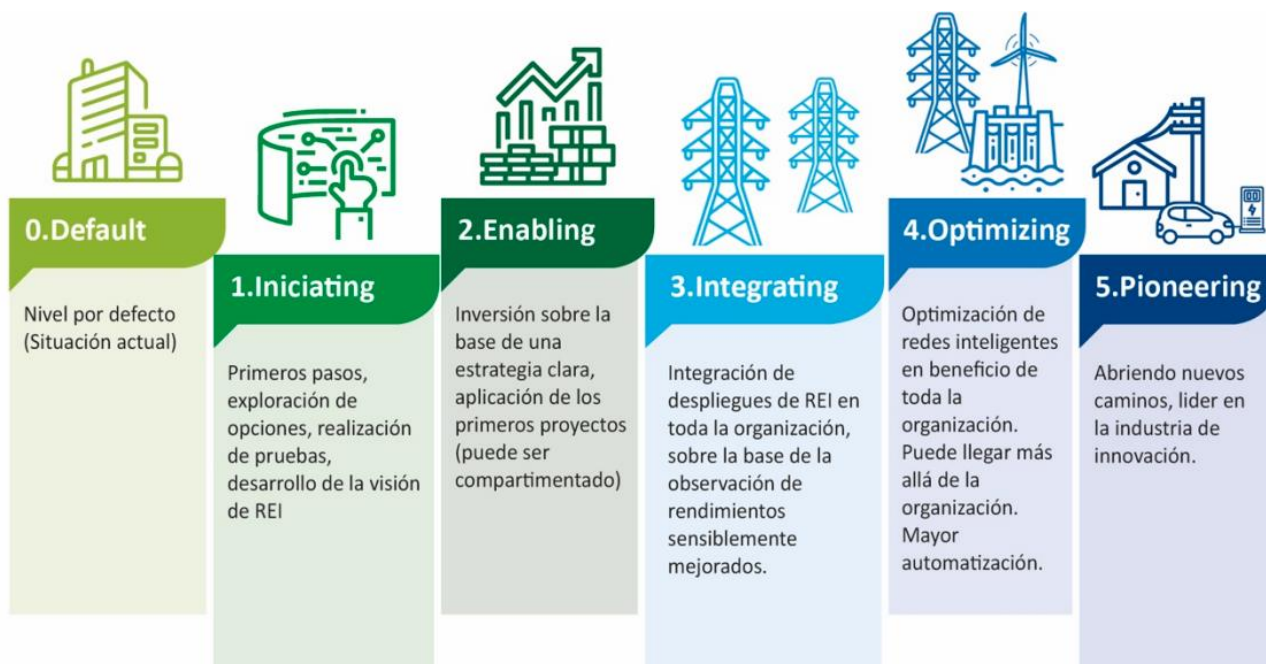 0.Default
Nivel por defecto
(Situación actual)
1.Iniciating
Primeros pasos,
exploración de
opciones, realización
de pruebas,
desarrollo de la visión
de REI
2.Enabling
Inversión sobre la
base de una
estrategia clara,
aplicación de los
primeros proyectos
(puede ser
compartimentado)
3.Integrating
Integración de
despliegues de REI en
toda la organización,
sobre la base de la
observación de
rendimientos
sensiblemente
mejorados.
4.Optimizing
Optimización de
redes inteligentes
en beneficio de
toda la
organización.
Puede llegar más
allá de la
organización.
Mayor
automatización.
5.Pioneering
Abriendo nuevos
caminos, lider en
la industria de
innovación.